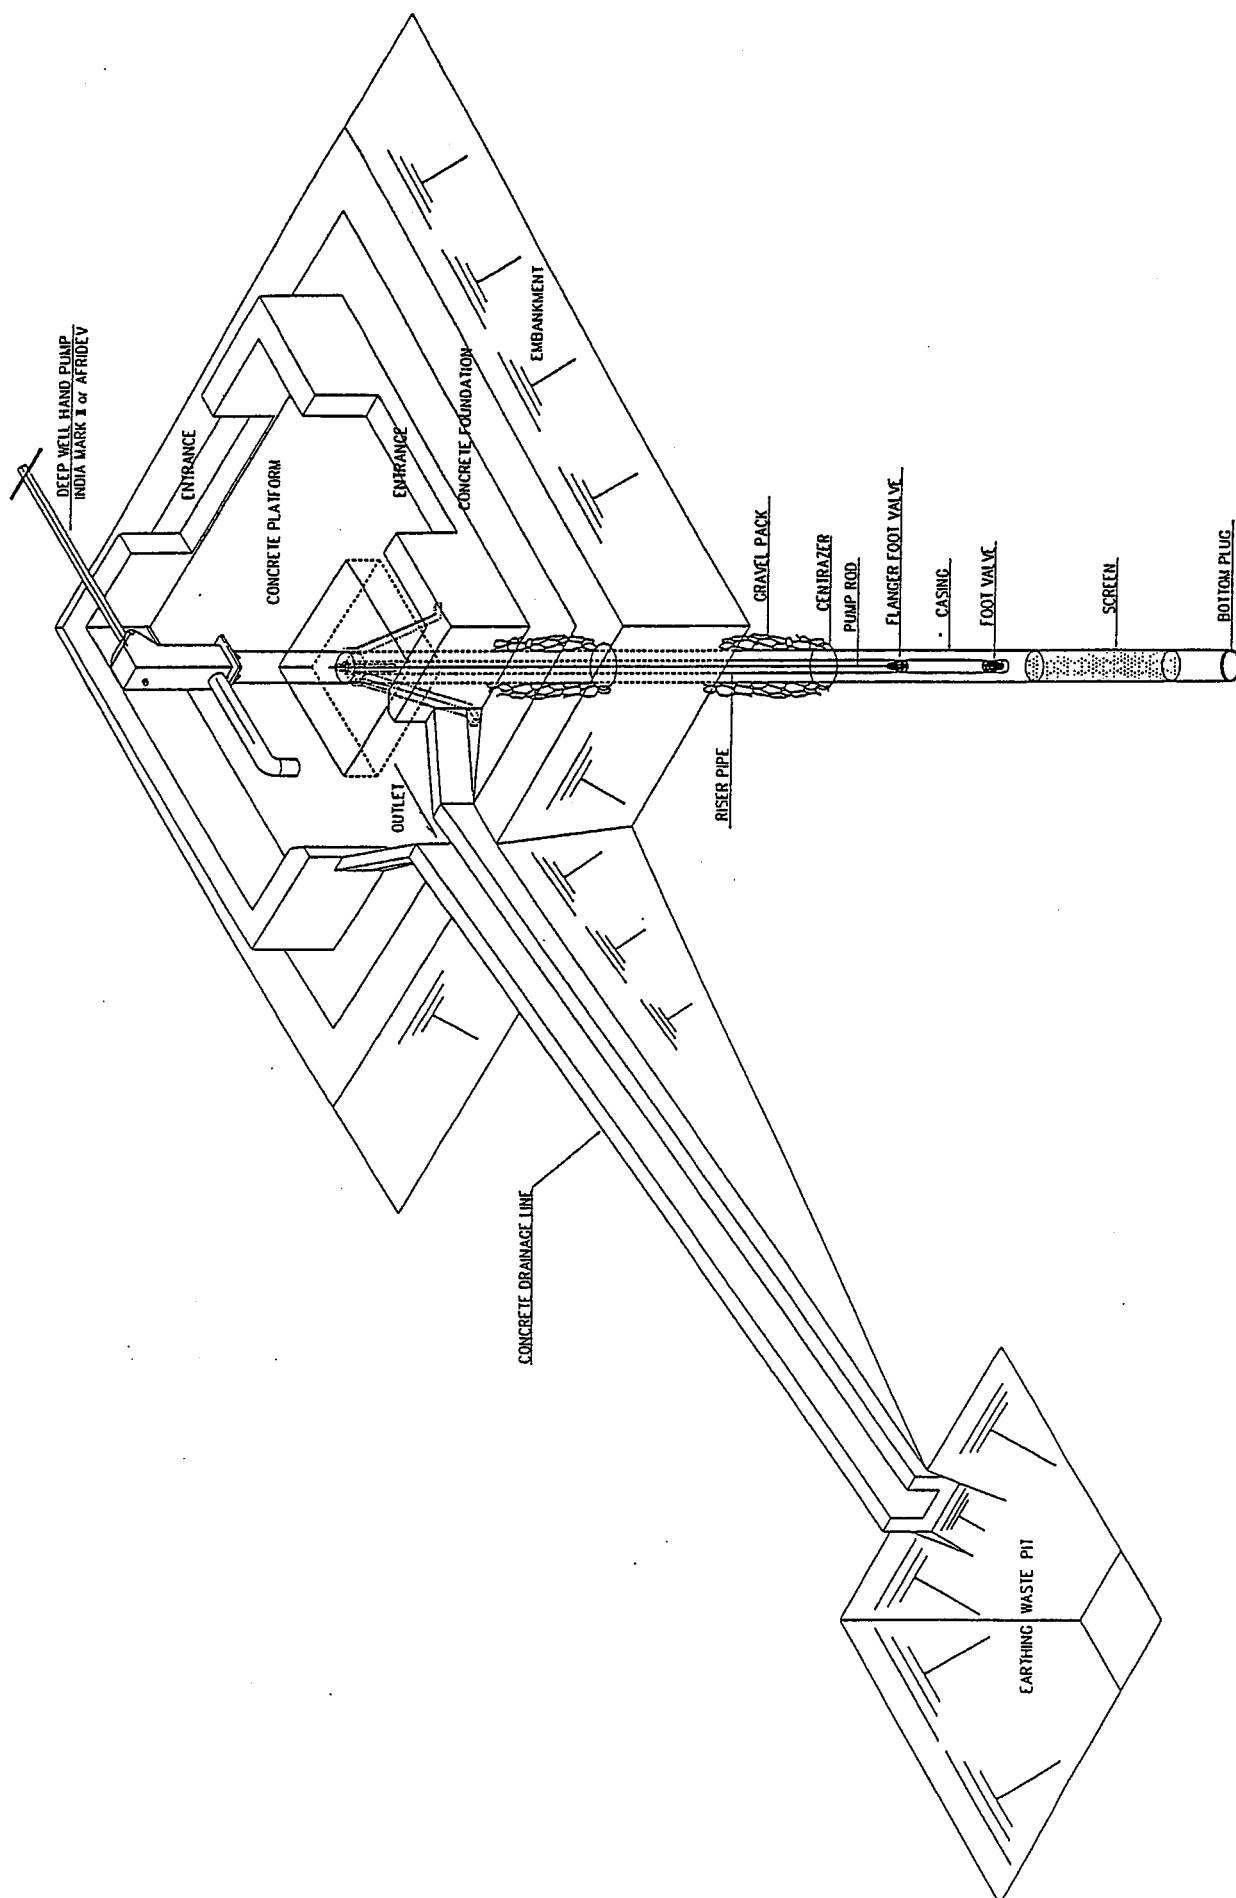 DEEP WELL HAND PUMP
INDIA MARK II or AFRIDEV
ENTRANCE
CONCRETE PLATFORM
ENTRANCE
CONCRETE FOUNDATION
EMBANKMENT
OUTLET
GRAVEL PACK
CENTRAZER
PUMP ROD
FLANGER FOOT VALVE
CASING
FOOT VALVE
SCREEN
BOTTOM PLUG
RISER PIPE
CONCRETE DRAINAGE LINE
EARTHING WASTE PIT